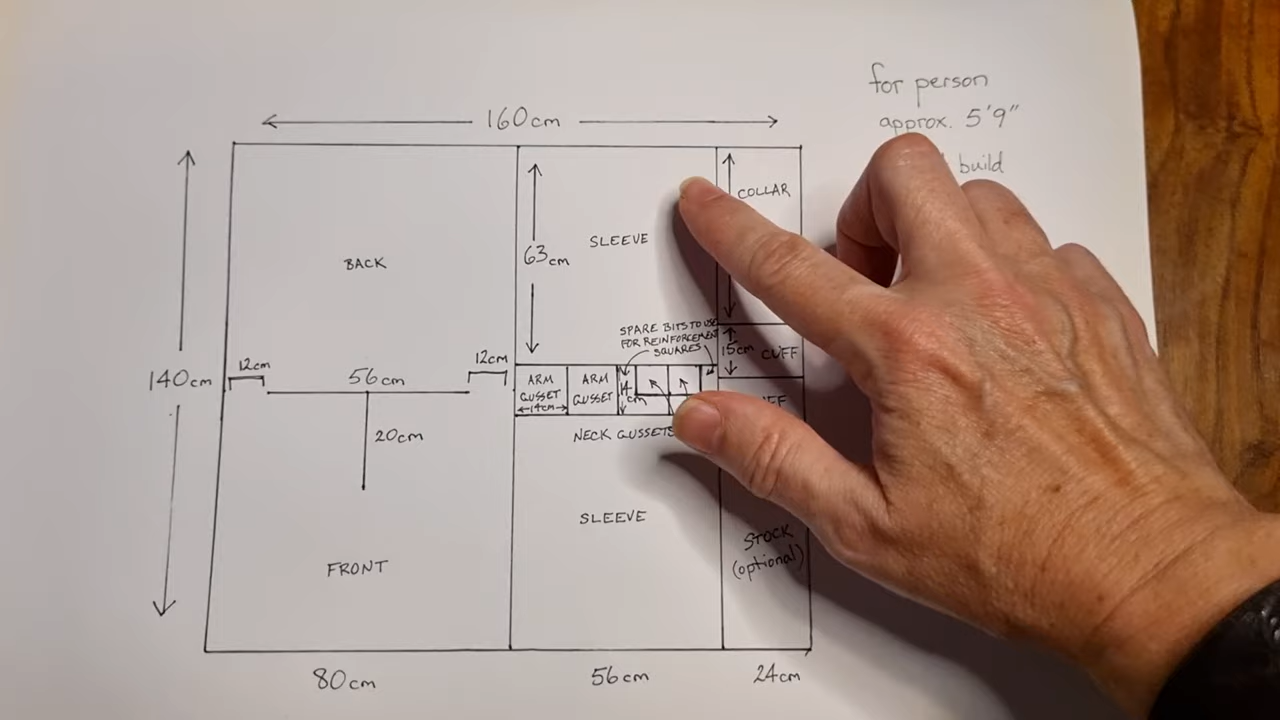 for person
approx. 5'9"
build
160cm
140cm
BACK
63cm
SLEEVE
COLLAR
SPARE BITS TO USE
FOR REINFORCEMENT
SQUARES
15cm
CUFF
12cm
56cm
12cm
20cm
ARM
GUSSET
14cm
ARM
GUSSET
14
cm
NECK GUSSETS
SLEEVE
FRONT
STOCK
(optional)
80cm
56cm
24cm